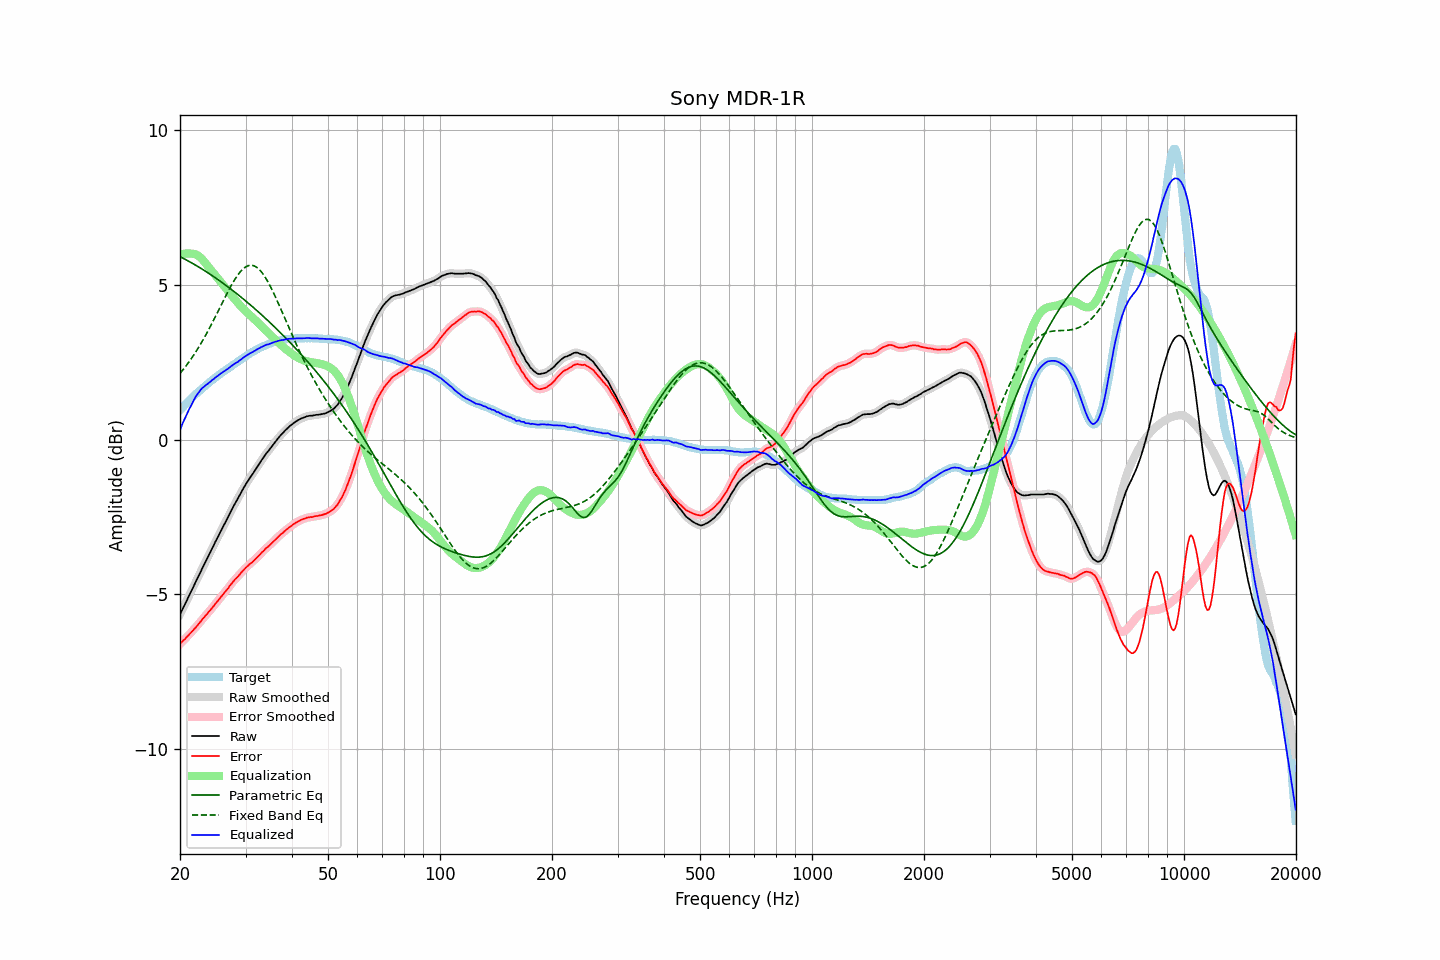 Sony MDR-1R
Amplitude (dBr)
10
5
0
−5
−10
Target
Raw Smoothed
Error Smoothed
Raw
Error
Equalization
Parametric Eq
Fixed Band Eq
Equalized
20 50 100 200 500 1000 2000 5000 10000 20000
Frequency (Hz)